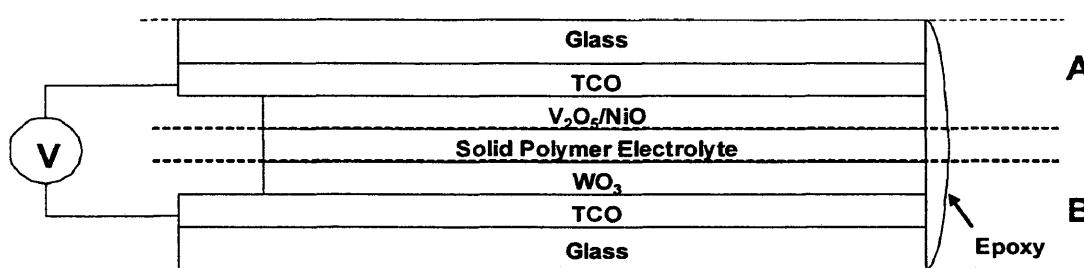 Glass
A
TCO
V₂O₅/NiO
V
Solid Polymer Electrolyte
WO₃
TCO
B
Glass
Epoxy